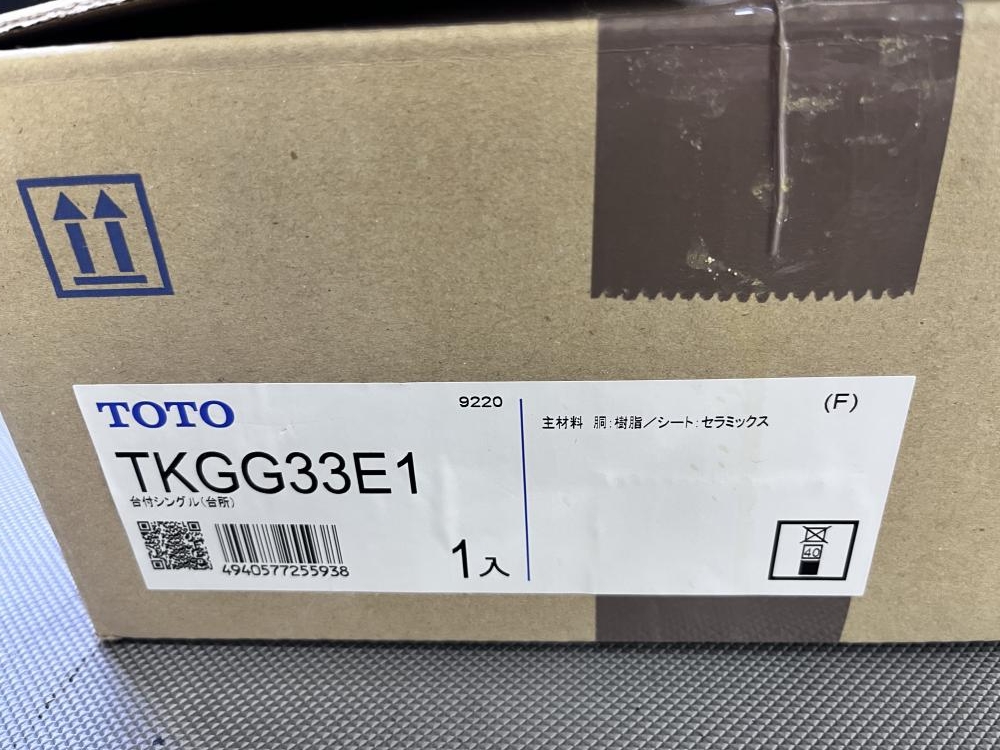 TOTO
9220
TKGG33E1
台付シングル(台所)
4940577255938
1入
主材料 胴:樹脂/シート:セラミックス
(F)
40